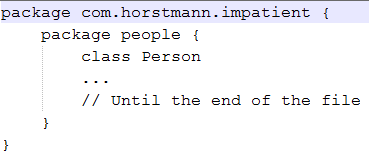 package com.horstmann.impatient {
    package people {
        class Person
        ...
        // Until the end of the file
    }
}